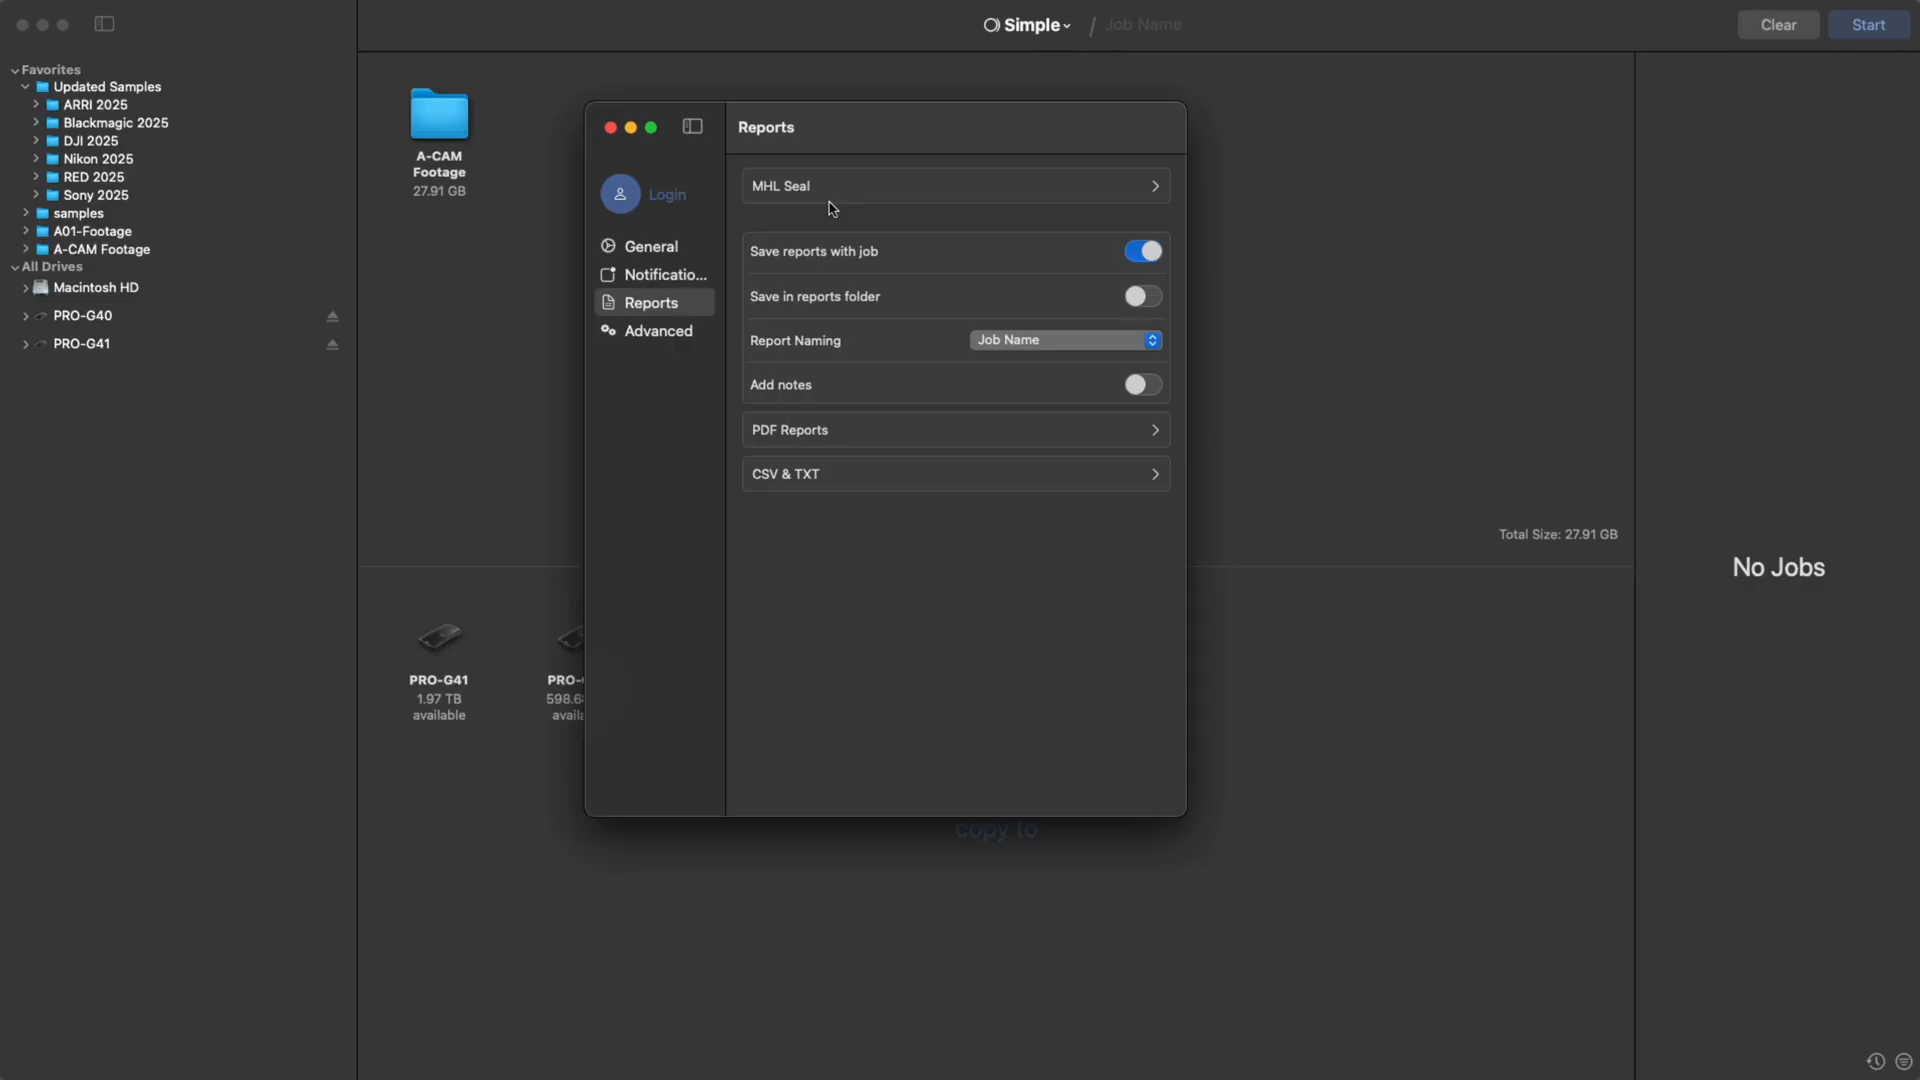 Simple / Job Name
Clear
Start
Favorites
Updated Samples
ARRI 2025
Blackmagic 2025
DJI 2025
Nikon 2025
RED 2025
Sony 2025
samples
A01-Footage
A-CAM Footage
All Drives
Macintosh HD
PRO-G40
PRO-G41
A-CAM
Footage
27.91 GB
Reports
Login
General
Notificatio...
Reports
Advanced
MHL Seal
Save reports with job
Save in reports folder
Report Naming
Job Name
Add notes
PDF Reports
CSV & TXT
Total Size: 27.91 GB
No Jobs
PRO-G41
1.97 TB
available
PRO-
598.6
availa
copy to